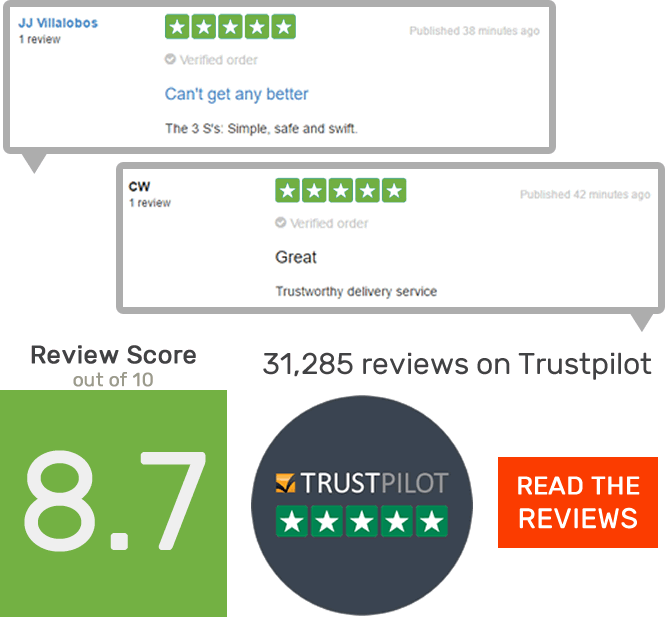 JJ Villalobos
1 review
Published 38 minutes ago
Verified order
Can't get any better
The 3 S's: Simple, safe and swift.
CW
1 review
Published 42 minutes ago
Verified order
Great
Trustworthy delivery service
Review Score
out of 10
8.7
31,285 reviews on Trustpilot
TRUSTPILOT
READ THE
REVIEWS